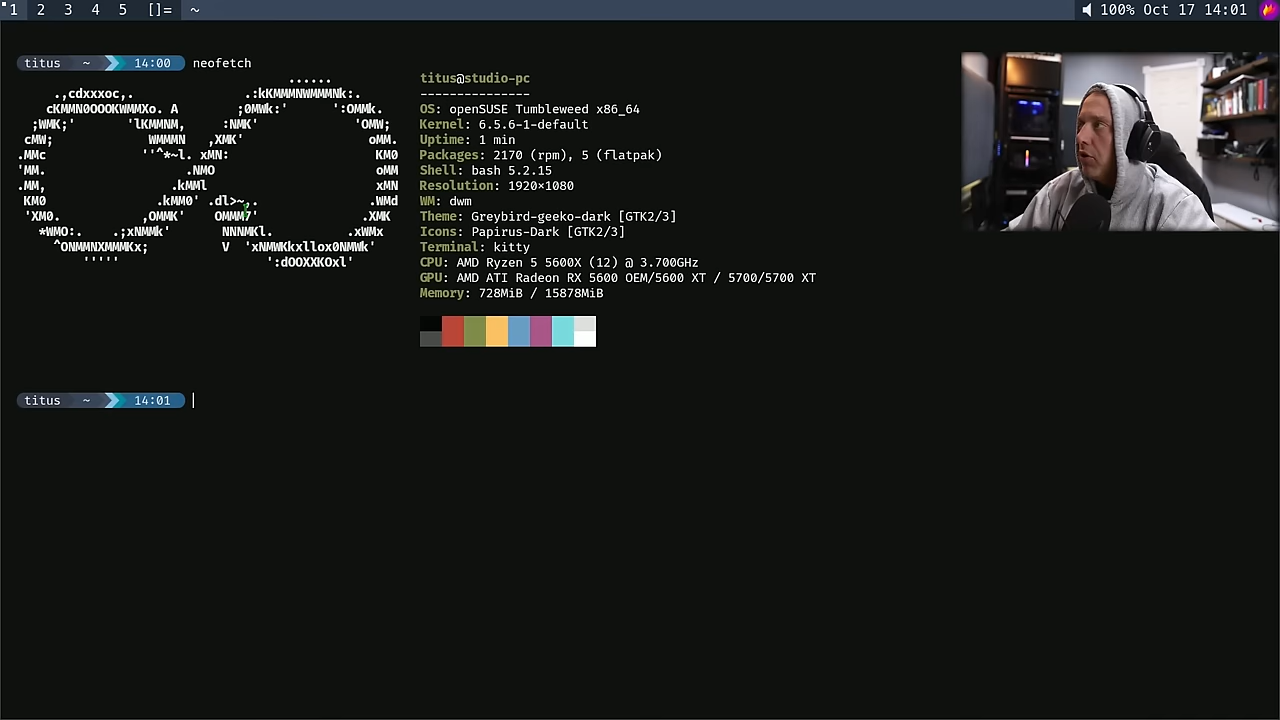 1 2 3 4 5 []= ~ 100% Oct 17 14:01
titus ~ 14:00 neofetch
titus@studio-pc
---------------
OS: openSUSE Tumbleweed x86_64
Kernel: 6.5.6-1-default
Uptime: 1 min
Packages: 2170 (rpm), 5 (flatpak)
Shell: bash 5.2.15
Resolution: 1920×1080
WM: dwm
Theme: Greybird-geeko-dark [GTK2/3]
Icons: Papirus-Dark [GTK2/3]
Terminal: kitty
CPU: AMD Ryzen 5 5600X (12) @ 3.700GHz
GPU: AMD ATI Radeon RX 5600 OEM/5600 XT / 5700/5700 XT
Memory: 728MiB / 15878MiB
titus ~ 14:01